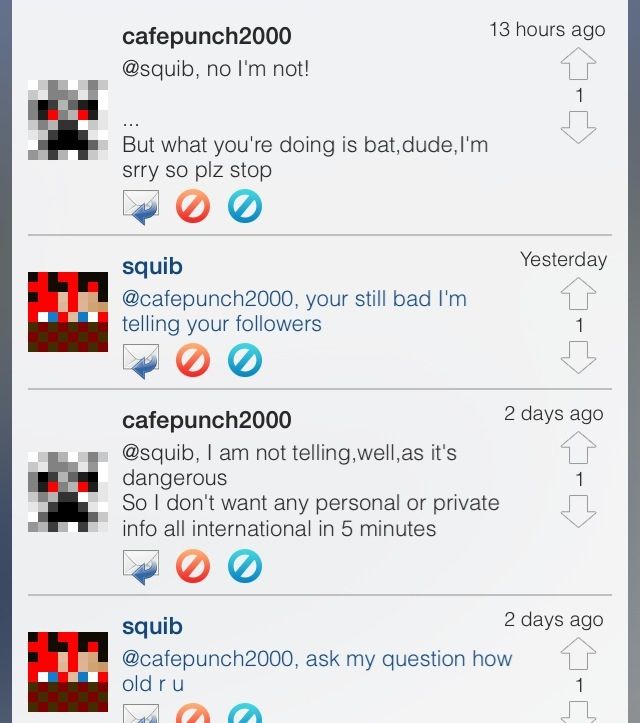 cafepunch2000
13 hours ago
@squib, no I'm not!
1
...
But what you're doing is bat,dude,I'm
srry so plz stop
squib
Yesterday
@cafepunch2000, your still bad I'm
telling your followers
1
cafepunch2000
2 days ago
@squib, I am not telling,well,as it's
dangerous
1
So I don't want any personal or private
info all international in 5 minutes
squib
2 days ago
@cafepunch2000, ask my question how
old r u
1